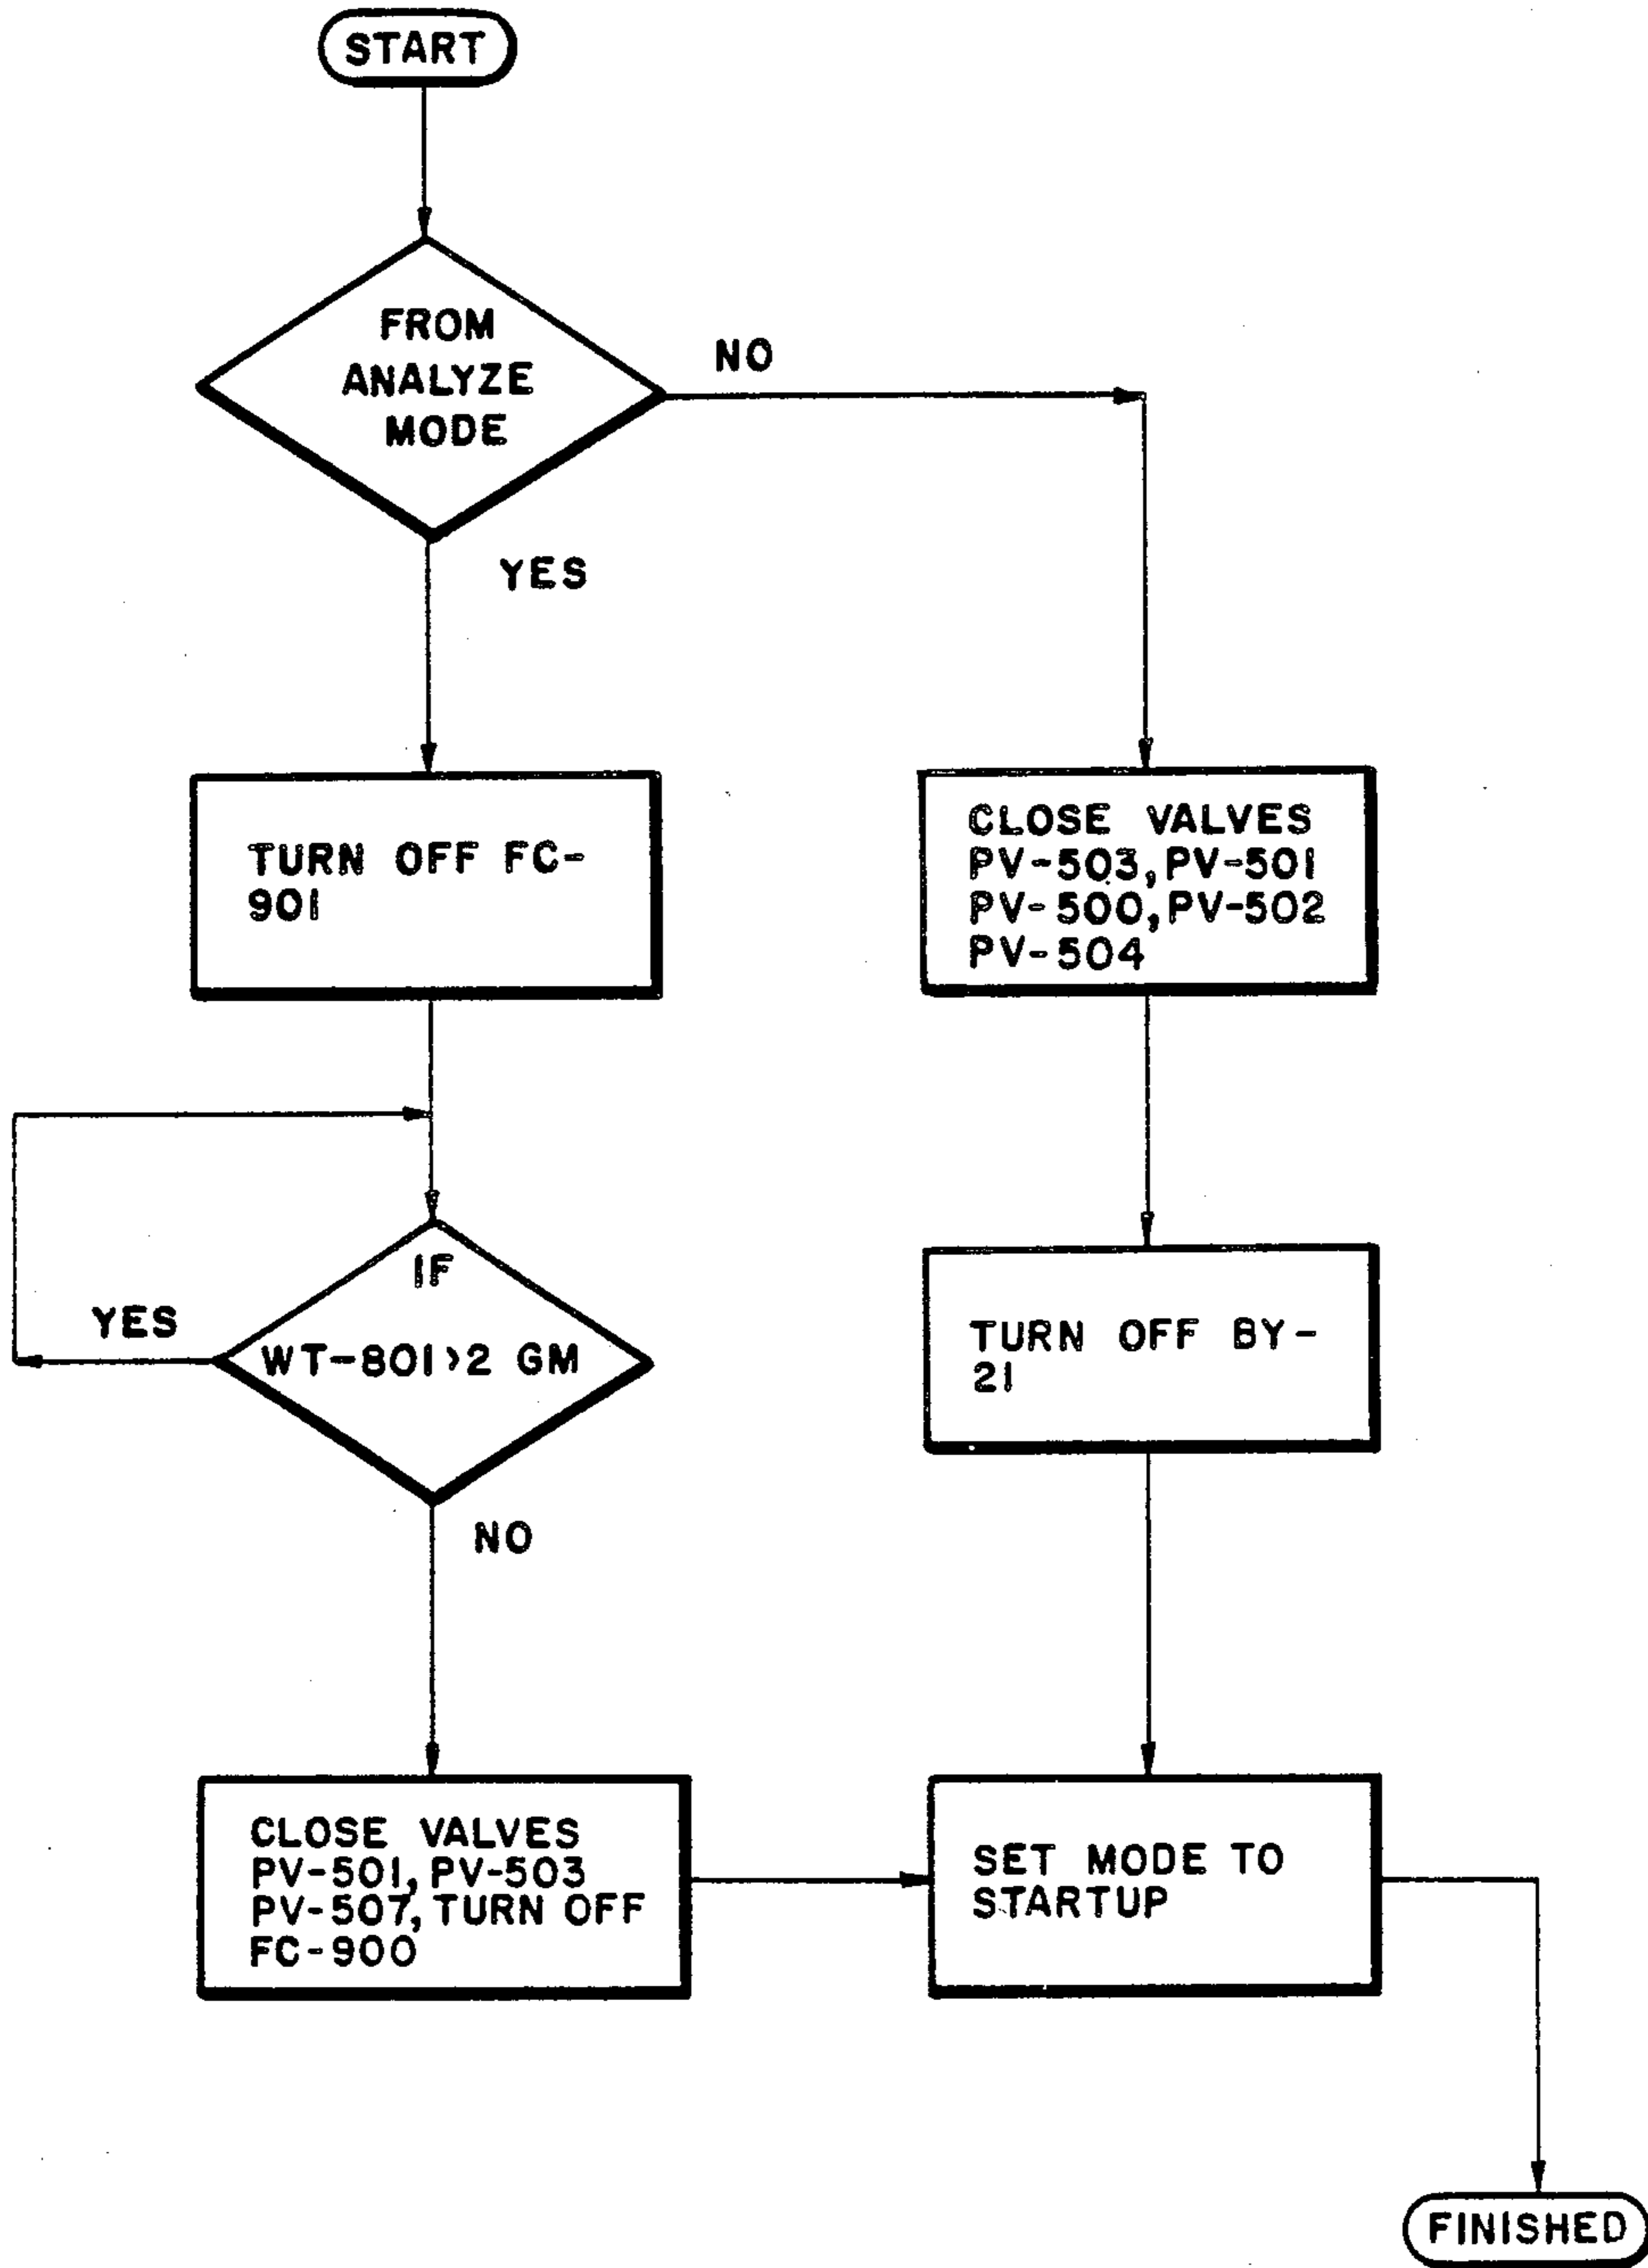 START
FROM
ANALYZE
MODE
NO
YES
TURN OFF FC-
901
CLOSE VALVES
PV-503, PV-501
PV-500, PV-502
PV-504
IF
WT-801>2 GM
YES
NO
TURN OFF BY-
21
CLOSE VALVES
PV-501, PV-503
PV-507, TURN OFF
FC-900
SET MODE TO
STARTUP
FINISHED